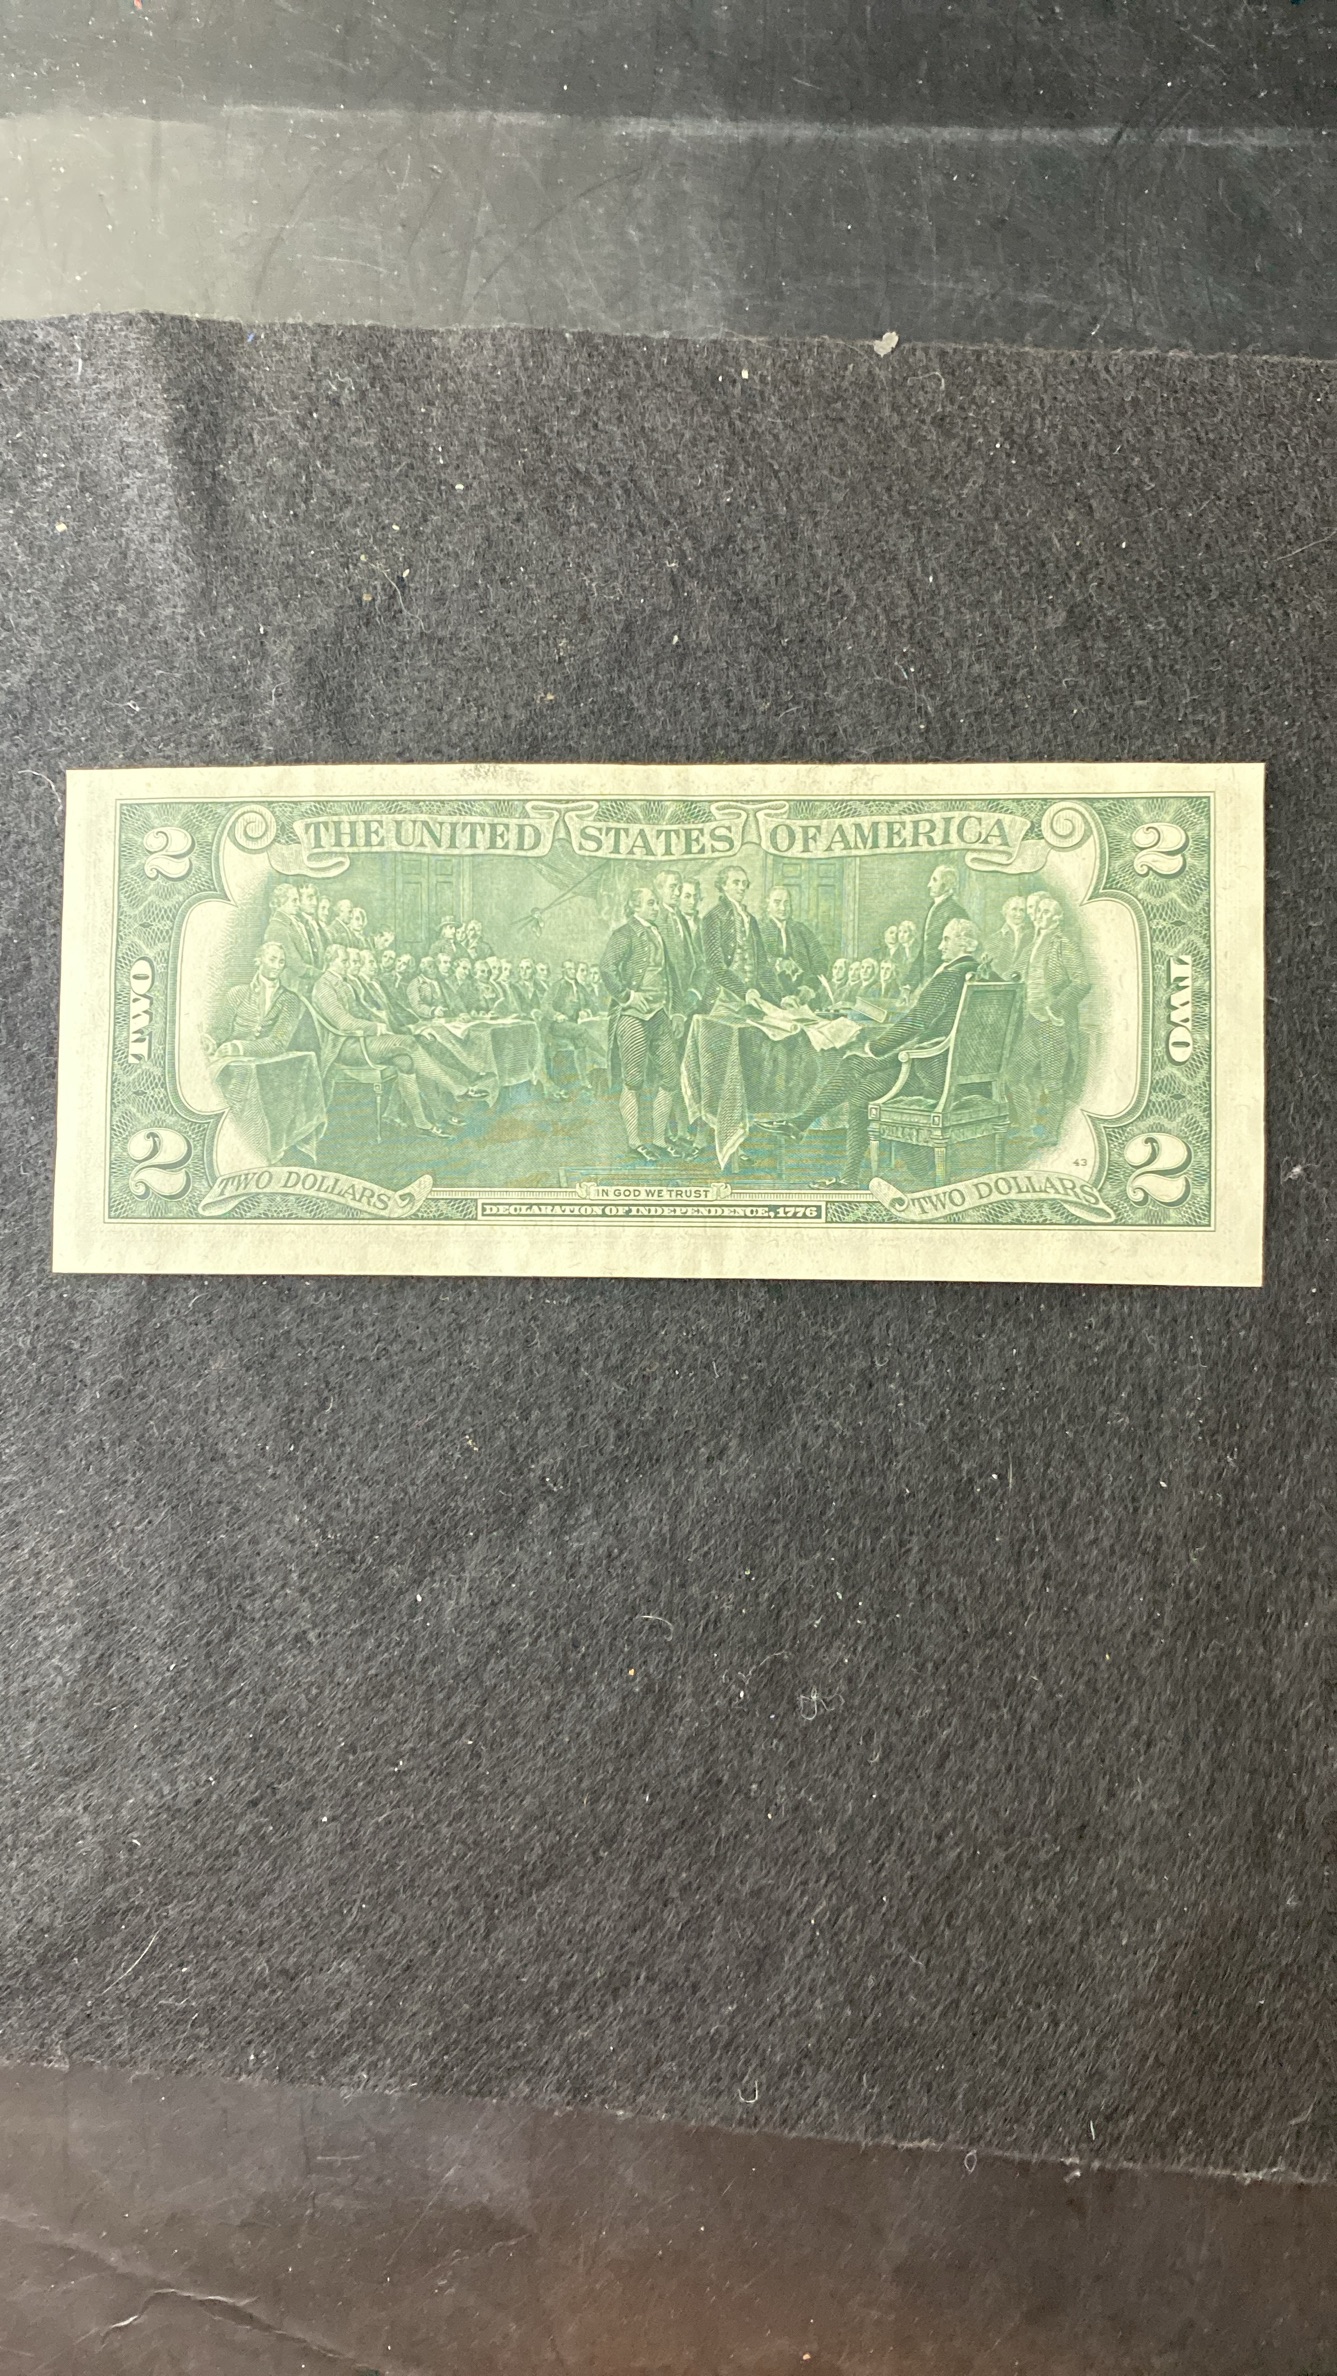 THE UNITED STATES OF AMERICA
2 2
TWO TWO
2 2
43
TWO DOLLARS TWO DOLLARS
IN GOD WE TRUST
DECLARATION OF INDEPENDENCE, 1776